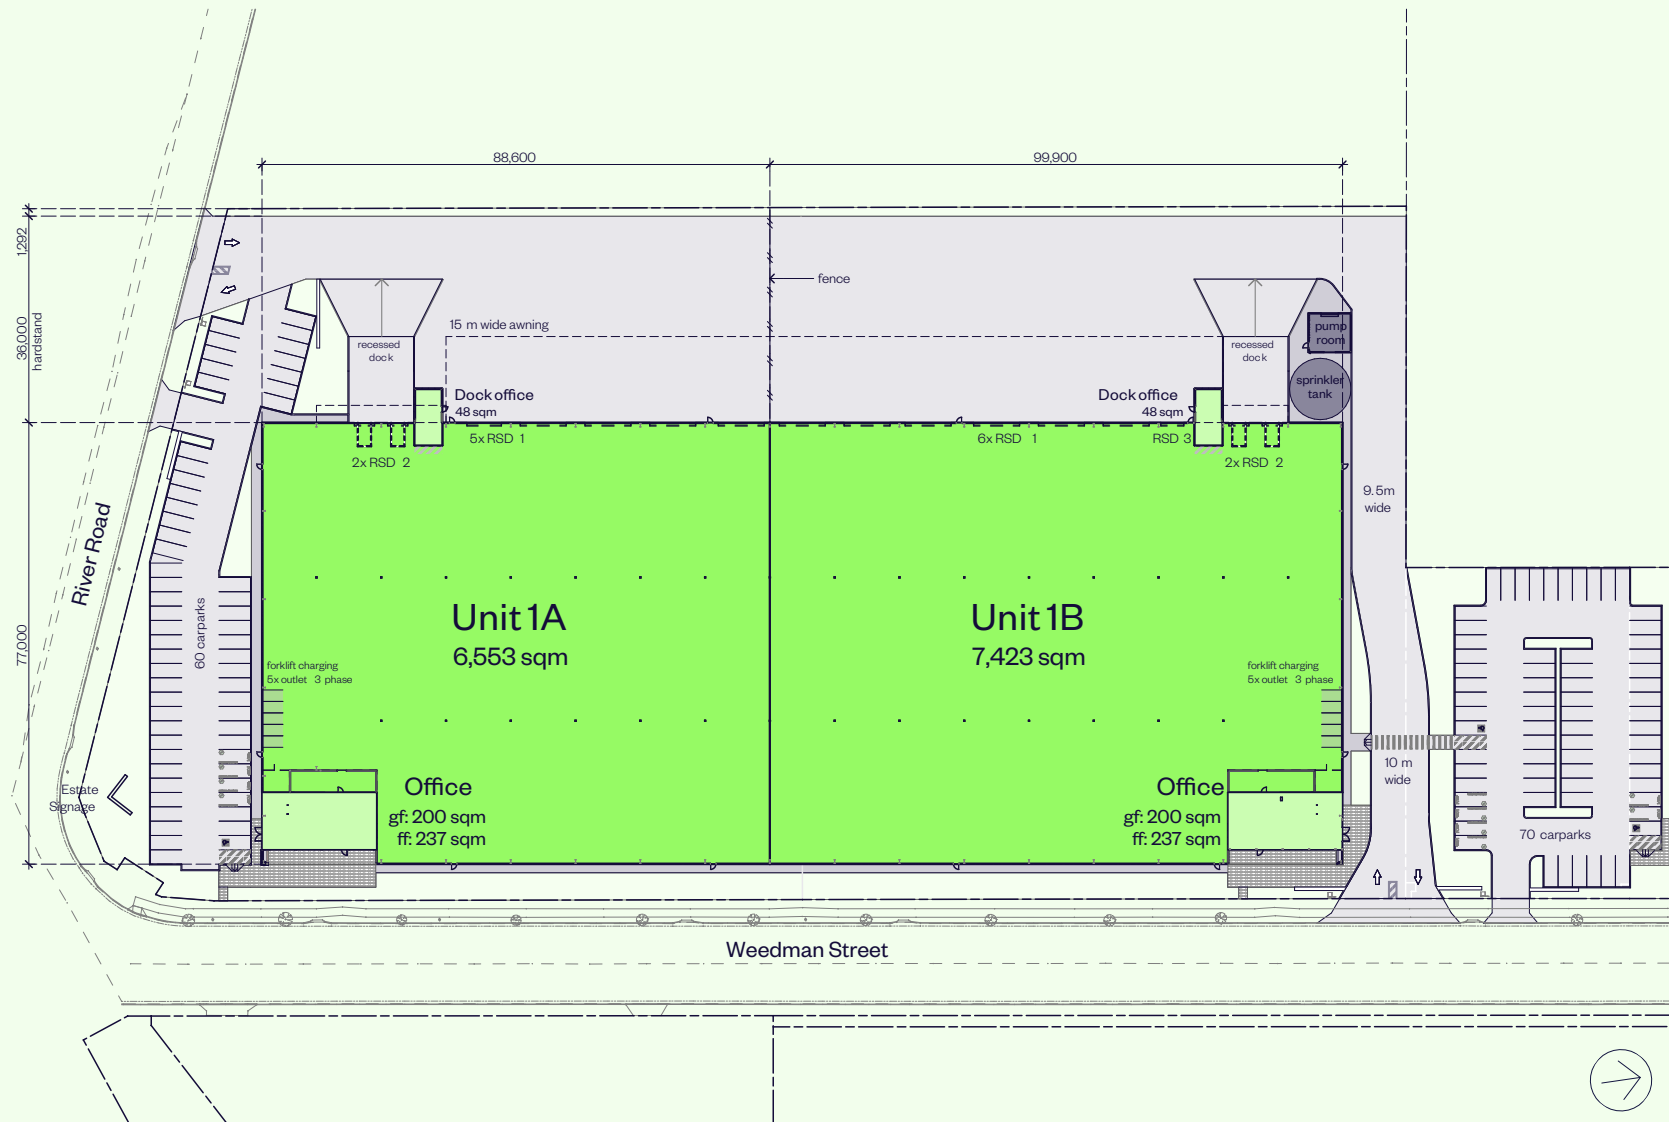 88,600
99,900
1,292
36,000
hardstand
77,000
fence
15 m wide awning
recessed
dock
recessed
dock
pump
room
sprinkler
tank
Dock office
48 sqm
Dock office
48 sqm
5x RSD 1
6x RSD 1
RSD 3
2x RSD 2
2x RSD 2
9.5m
wide
River Road
60 carparks
Unit 1A
6,553 sqm
Unit 1B
7,423 sqm
forklift charging
5x outlet 3 phase
forklift charging
5x outlet 3 phase
Estate
Signage
Office
gf: 200 sqm
ff: 237 sqm
Office
gf: 200 sqm
ff: 237 sqm
10 m
wide
70 carparks
Weedman Street